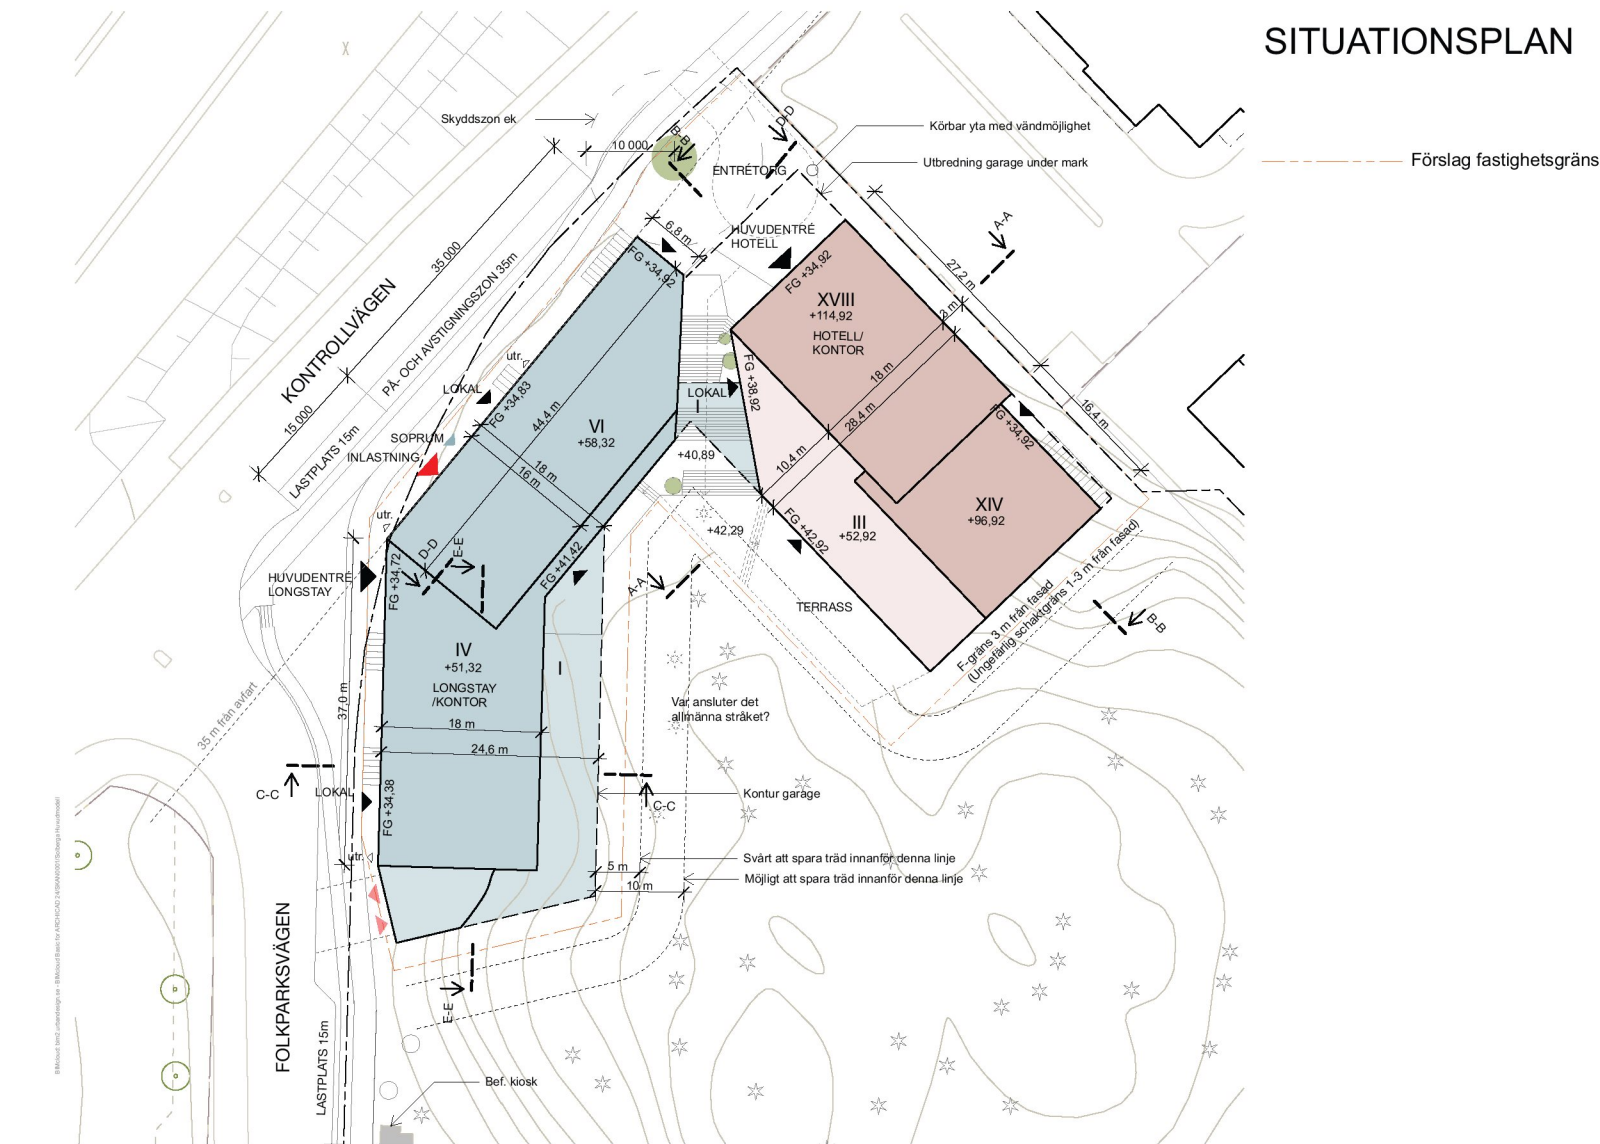 SITUATIONSPLAN
Förslag fastighetsgräns
Skyddszon ek
10 000
B-B
D-D
Körbar yta med vändmöjlighet
Utbredning garage under mark
ENTRÉTORG
HUVUDENTRÉ
HOTELL
6,8 m
A-A
27,2 m
3 m
35 000
KONTROLLVÄGEN
PÅ- OCH AVSTIGNINGSZON 35m
15 000
LASTPLATS 15m
FG +34,92
FG +34,92
XVIII
+114,92
HOTELL/
KONTOR
18 m
28,4 m
10,4 m
16,4 m
FG +34,92
FG +38,92
utr.
LOKAL
FG +34,83
44,4 m
VI
+58,32
LOKAL
I
SOPRUM
INLASTNING
18 m
16 m
+40,89
+42,29
FG +42,92
III
+52,92
XIV
+96,92
utr.
D-D
E-E
FG +41,42
FG +34,72
HUVUDENTRÉ
LONGSTAY
A-A
TERRASS
F-gräns 3 m från fasad
(Ungefärlig schaktgräns 1-3 m från fasad)
B-B
IV
+51,32
LONGSTAY
/KONTOR
I
37,0 m
35 m från avfart
18 m
24,6 m
Var ansluter det
allmänna stråket?
C-C
LOKAL
FG +34,38
C-C
Kontur garage
utr.
5 m
10 m
Svårt att spara träd innanför denna linje
Möjligt att spara träd innanför denna linje
FOLKPARKSVÄGEN
E-E
LASTPLATS 15m
Bef. kiosk